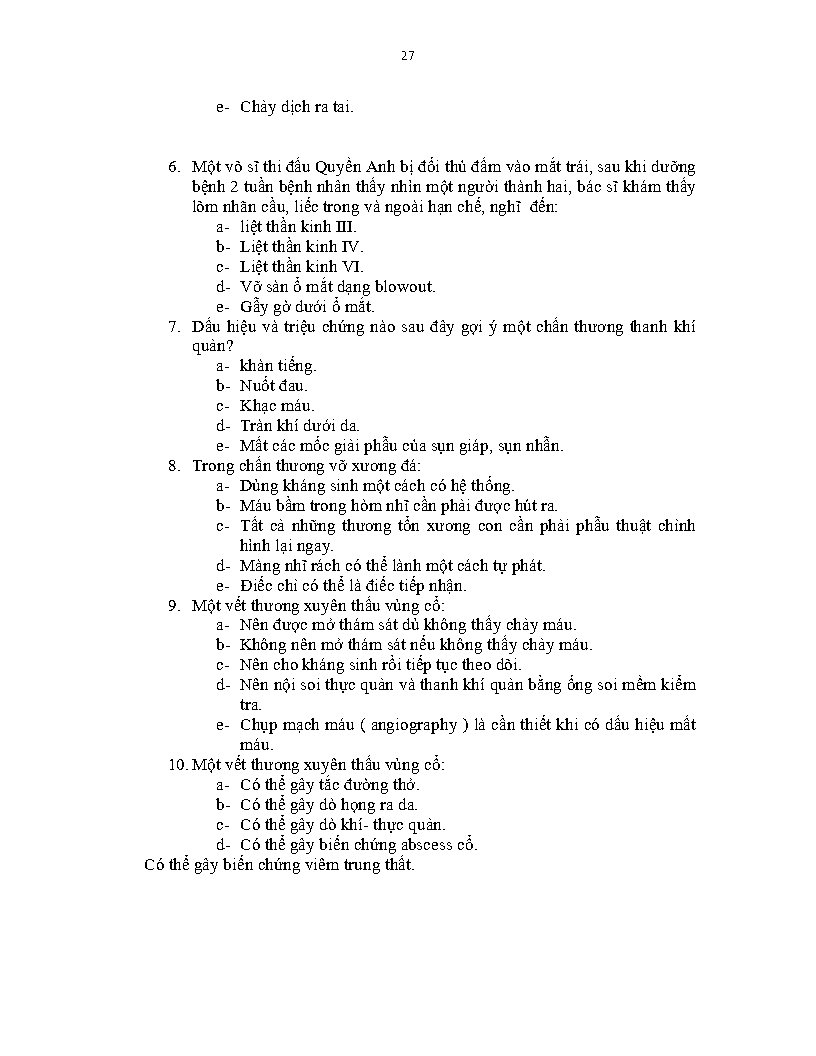 27
e- Chảy dịch ra tai.
6. Một võ sĩ thi đấu Quyền Anh bị đối thủ đấm vào mắt trái, sau khi dưỡng
bệnh 2 tuần bệnh nhân thấy nhìn một người thành hai, bác sĩ khám thấy
lõm nhãn cầu, liếc trong và ngoài hạn chế, nghĩ đến:
a- liệt thần kinh III.
b- Liệt thần kinh IV.
c- Liệt thần kinh VI.
d- Vỡ sàn ổ mắt dạng blowout.
e- Gẫy gờ dưới ổ mắt.
7. Dấu hiệu và triệu chứng nào sau đây gợi ý một chấn thương thanh khí
quản?
a- khàn tiếng.
b- Nuốt đau.
c- Khạc máu.
d- Tràn khí dưới da.
e- Mất các mốc giải phẫu của sụn giáp, sụn nhẫn.
8. Trong chấn thương vỡ xương đá:
a- Dùng kháng sinh một cách có hệ thống.
b- Máu bầm trong hòm nhĩ cần phải được hút ra.
c- Tất cả những thương tổn xương con cần phải phẫu thuật chỉnh
hình lại ngay.
d- Màng nhĩ rách có thể lành một cách tự phát.
e- Điếc chỉ có thể là điếc tiếp nhận.
9. Một vết thương xuyên thấu vùng cổ:
a- Nên được mở thám sát dù không thấy chảy máu.
b- Không nên mở thám sát nếu không thấy chảy máu.
c- Nên cho kháng sinh rồi tiếp tục theo dõi.
d- Nên nội soi thực quản và thanh khí quản bằng ống soi mềm kiểm
tra.
e- Chụp mạch máu ( angiography ) là cần thiết khi có dấu hiệu mất
máu.
10. Một vết thương xuyên thấu vùng cổ:
a- Có thể gây tắc đường thở.
b- Có thể gây dò họng ra da.
c- Có thể gây dò khí- thực quản.
d- Có thể gây biến chứng abscess cổ.
Có thể gây biến chứng viêm trung thất.